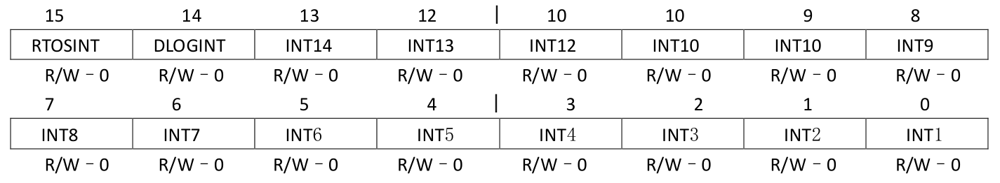 15 14 13 12 | 10 10 9 8
RTOSINT DLOGINT INT14 INT13 INT12 INT10 INT10 INT9
R/W－0 R/W－0 R/W－0 R/W－0 R/W－0 R/W－0 R/W－0 R/W－0
7 6 5 4 | 3 2 1 0
INT8 INT7 INT6 INT5 INT4 INT3 INT2 INT1
R/W－0 R/W－0 R/W－0 R/W－0 R/W－0 R/W－0 R/W－0 R/W－0